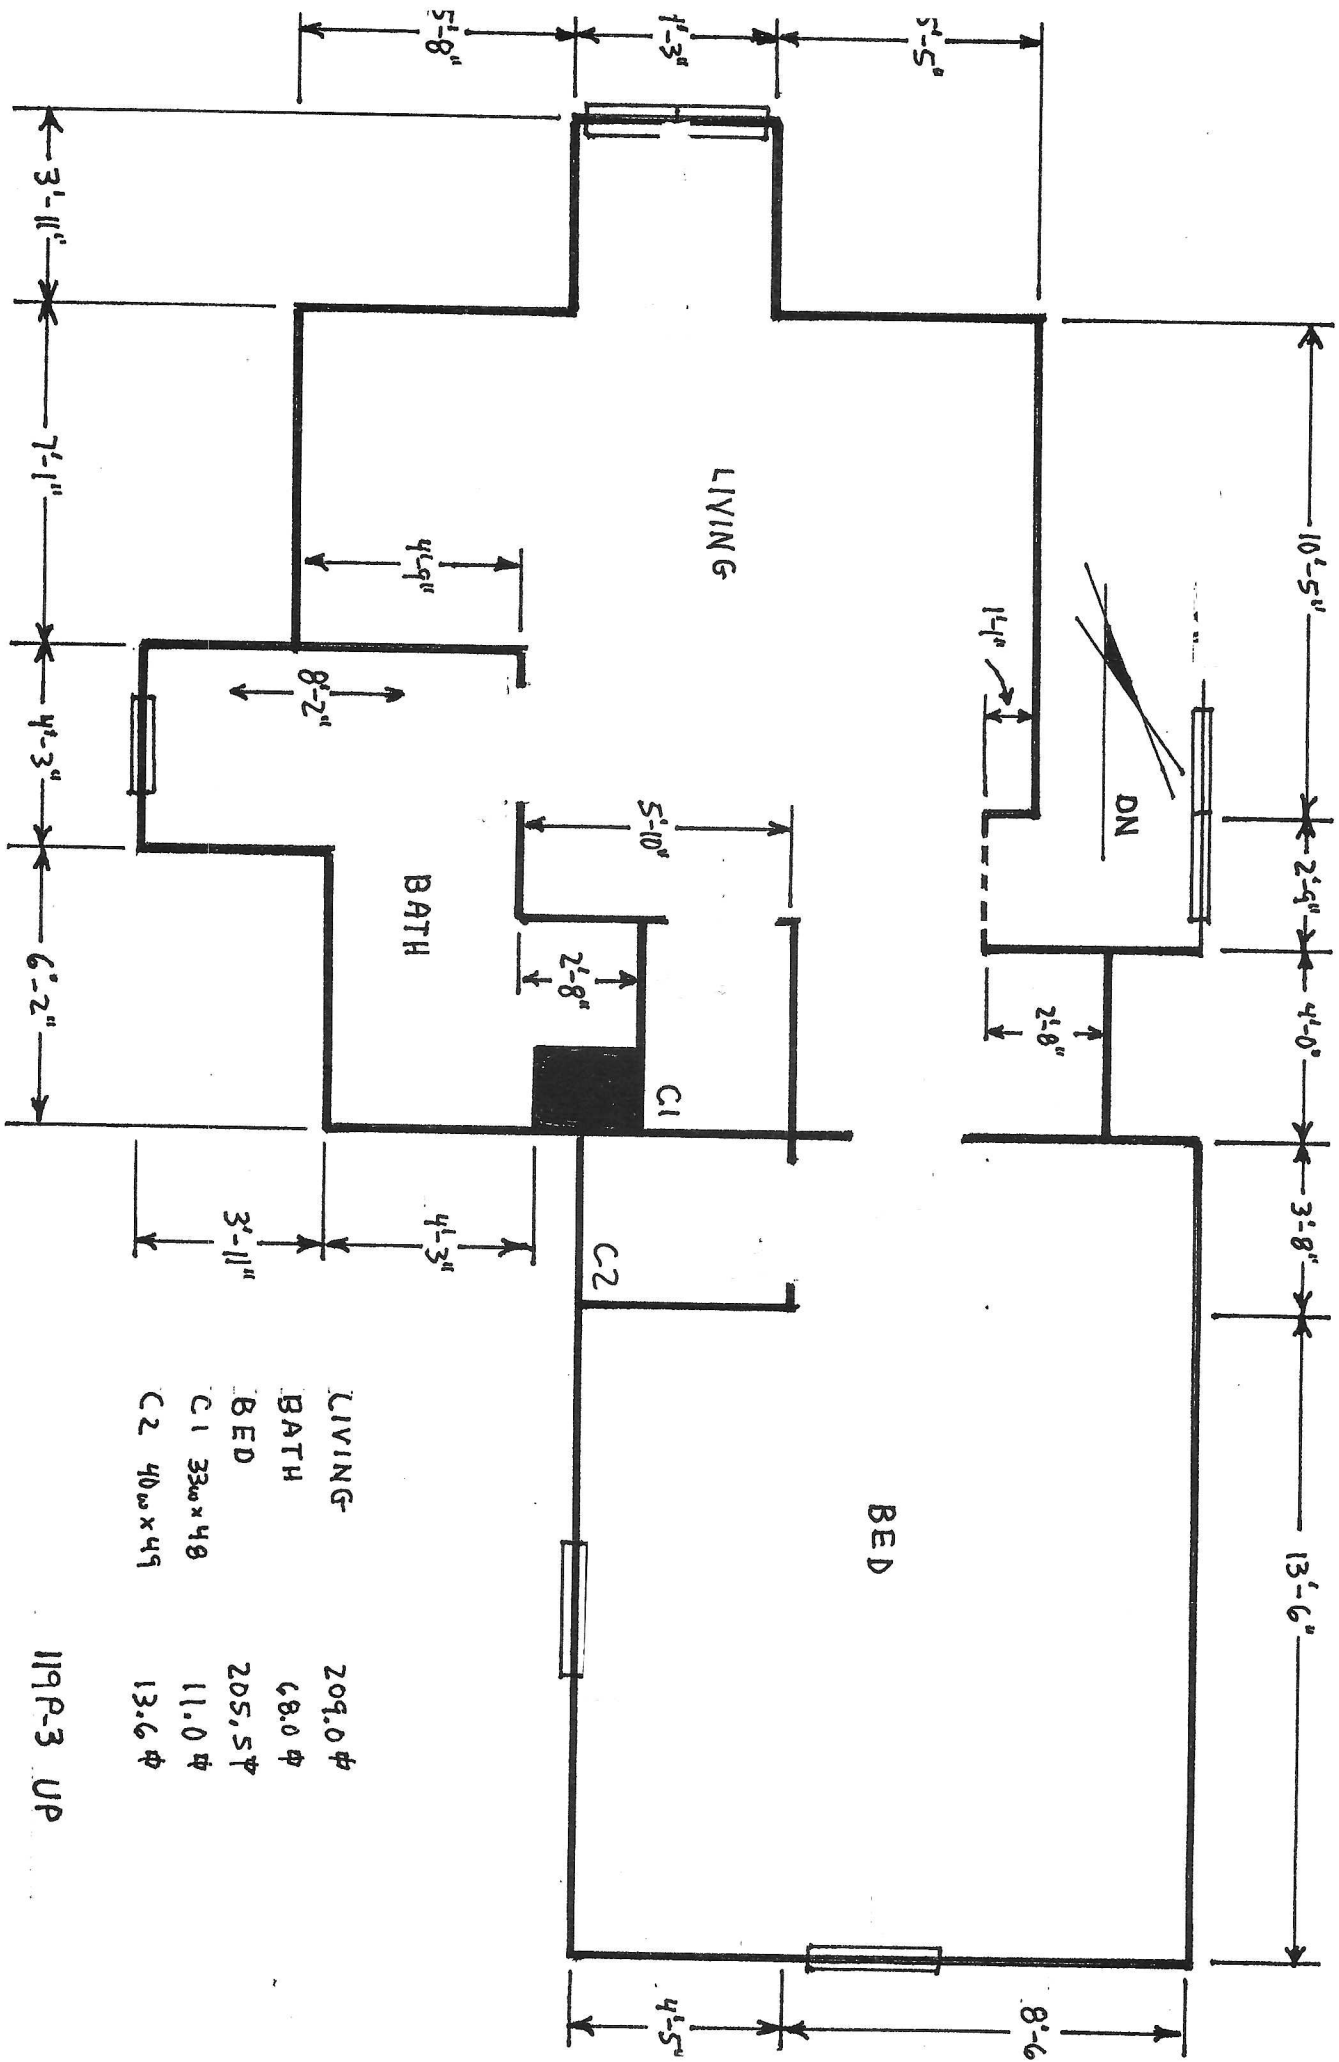 10'-5" 2'-9" 4'-0" 3'-8" 13'-6"
DN
2'-8"
8'-6
1'-1"
5'-5"
BED
LIVING
4'-3"
5'-10"
C1
4'-5"
C2
2'-8"
5'-8"
4'-9"
BATH
4'-3"
8'-2"
3'-11"
LIVING 209.0 ⌽
BATH 68.0 ⌽
BED 205.5 ⌽
C1 33w×48 11.0 ⌽
C2 40w×49 13.6 ⌽
3'-11" 7'-1" 4'-3" 6'-2"
119P-3 UP